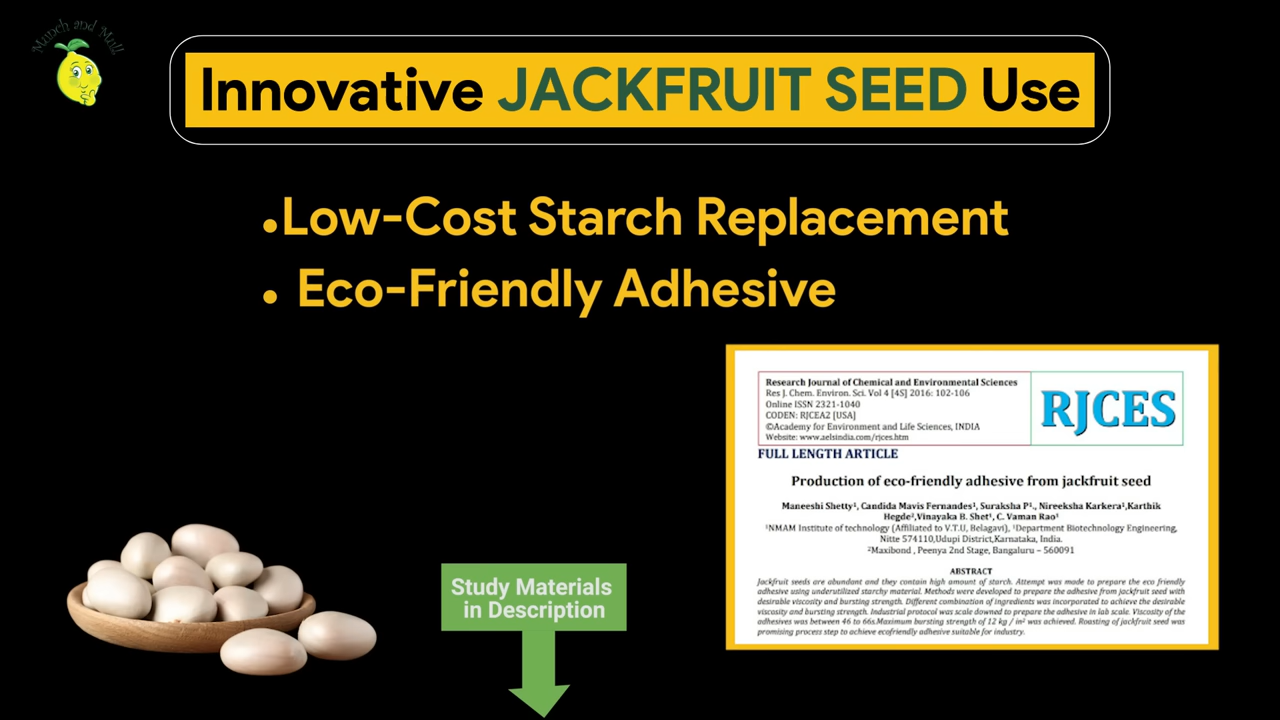 Munch and Mull
Innovative JACKFRUIT SEED Use
•Low-Cost Starch Replacement
• Eco-Friendly Adhesive
Research Journal of Chemical and Environmental Sciences
Res J. Chem. Environ. Sci. Vol 4 [4S] 2016: 102-106
Online ISSN 2321-1040
CODEN: RJCEA2 [USA]
©Academy for Environment and Life Sciences, INDIA
Website: www.aelsindia.com/rjces.htm
RJCES
FULL LENGTH ARTICLE
Production of eco-friendly adhesive from jackfruit seed
Maneeshi Shetty¹, Candida Mavis Fernandes¹, Suraksha P¹., Nireeksha Karkera¹,Karthik
Hegde²,Vinayaka B. Shet¹, C. Vaman Rao¹
¹NMAM Institute of technology (Affiliated to V.T.U, Belagavi), ¹Department Biotechnology Engineering,
Nitte 574110,Udupi District,Karnataka, India.
²Maxibond , Peenya 2nd Stage, Bangaluru – 560091
ABSTRACT
Jackfruit seeds are abundant and they contain high amount of starch. Attempt was made to prepare the eco friendly
adhesive using underutilized starchy material. Methods were developed to prepare the adhesive from jackfruit seed with
desirable viscosity and bursting strength. Different combination of ingredients was incorporated to achieve the desirable
viscosity and bursting strength. Industrial protocol was scale downed to prepare the adhesive in lab scale. Viscosity of the
adhesives was between 46 to 66s.Maximum bursting strength of 12 kg / in² was achieved. Roasting of jackfruit seed was
promising process step to achieve ecofriendly adhesive suitable for industry.
Study Materials
in Description